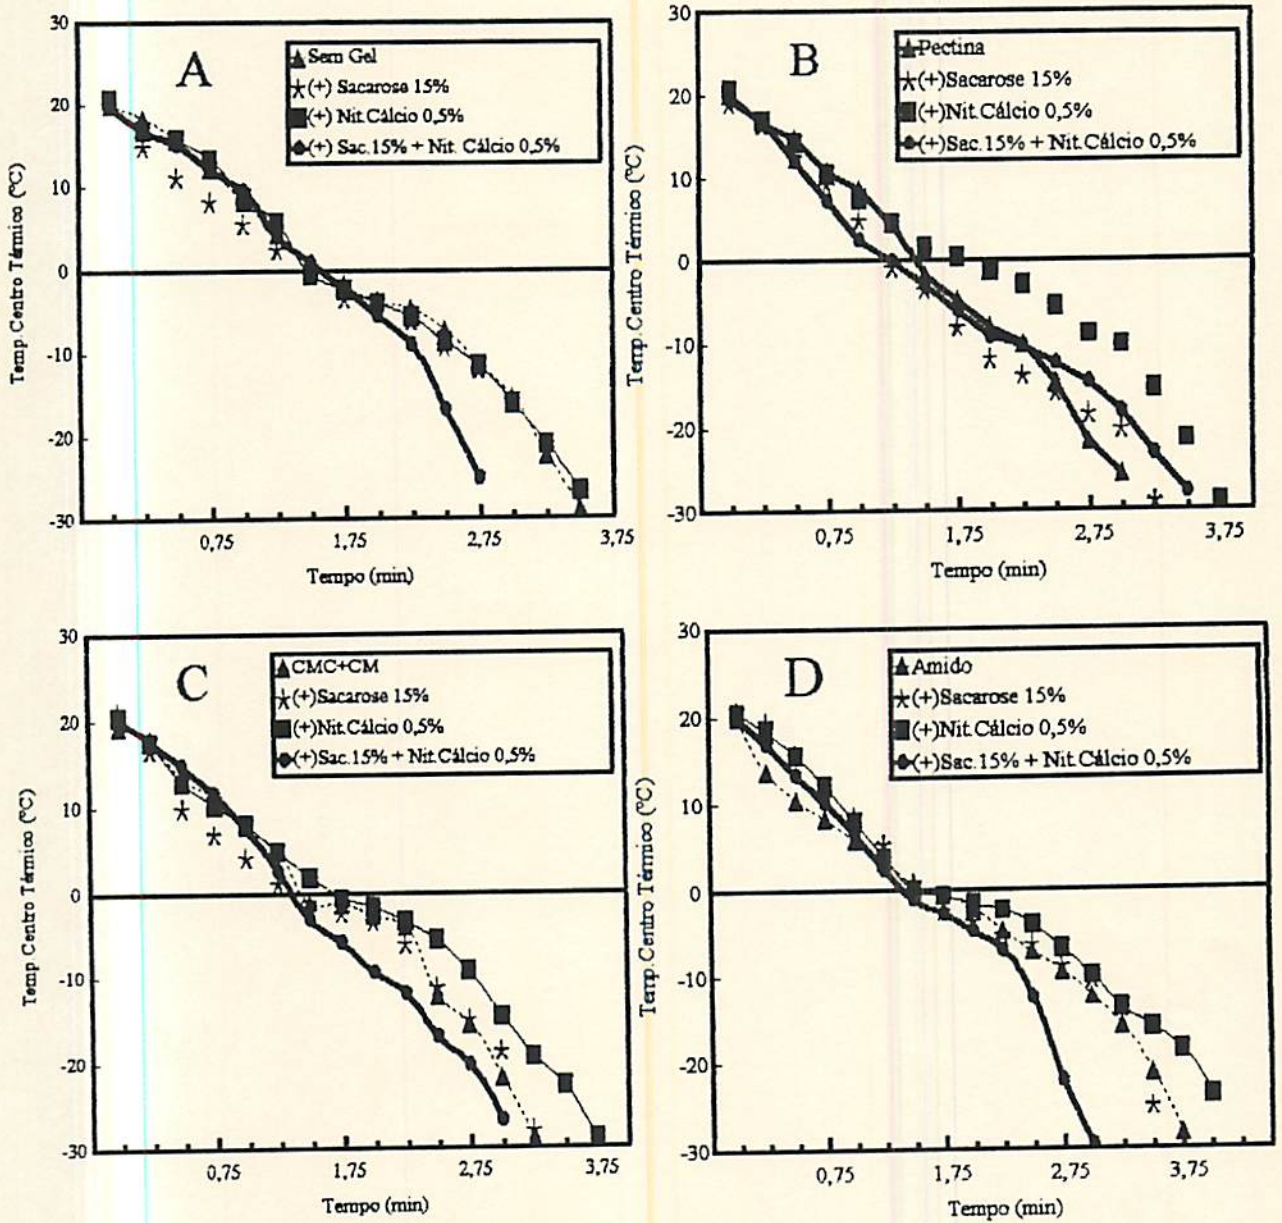 A
Sem Gel
(+) Sacarose 15%
(+) Nit.Cálcio 0,5%
(+) Sac.15% + Nit. Cálcio 0,5%
30
20
10
0
-10
-20
-30
Temp.Centro Térmico (ºC)
0,75
1,75
2,75
3,75
Tempo (min)
B
Pectina
(+)Sacarose 15%
(+)Nit.Cálcio 0,5%
(+)Sac.15% + Nit.Cálcio 0,5%
30
20
10
0
-10
-20
-30
Temp.Centro Térmico (ºC)
0,75
1,75
2,75
3,75
Tempo (min)
C
CMC+CM
(+)Sacarose 15%
(+)Nit.Cálcio 0,5%
(+)Sac.15% + Nit.Cálcio 0,5%
30
20
10
0
-10
-20
-30
Temp.Centro Térmico (ºC)
0,75
1,75
2,75
3,75
Tempo (min)
D
Amido
(+)Sacarose 15%
(+)Nit.Cálcio 0,5%
(+)Sac.15% + Nit.Cálcio 0,5%
30
20
10
0
-10
-20
-30
Temp.Centro Térmico (ºC)
0,75
1,75
2,75
3,75
Tempo (min)